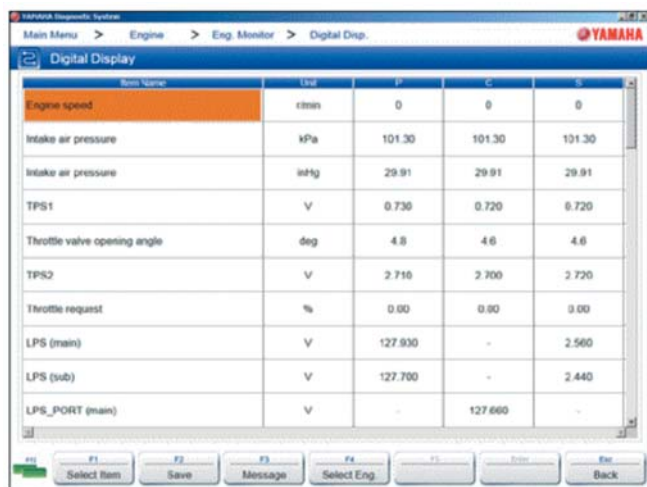 YAMAHA Diagnostic System
Main Menu > Engine > Eng. Monitor > Digital Disp.
YAMAHA
Digital Display
Item Name Unit P C S
Engine speed r/min 0 0 0
Intake air pressure kPa 101.30 101.30 101.30
Intake air pressure inHg 29.91 29.91 29.91
TPS1 V 0.730 0.720 0.720
Throttle valve opening angle deg 4.8 4.6 4.6
TPS2 V 2.710 2.700 2.720
Throttle request % 0.00 0.00 0.00
LPS (main) V 127.930 - 2.560
LPS (sub) V 127.700 - 2.440
LPS_PORT (main) V - 127.660 -
F1 F2 F3 F4 F5 Enter Esc
Select Item Save Message Select Eng. Back